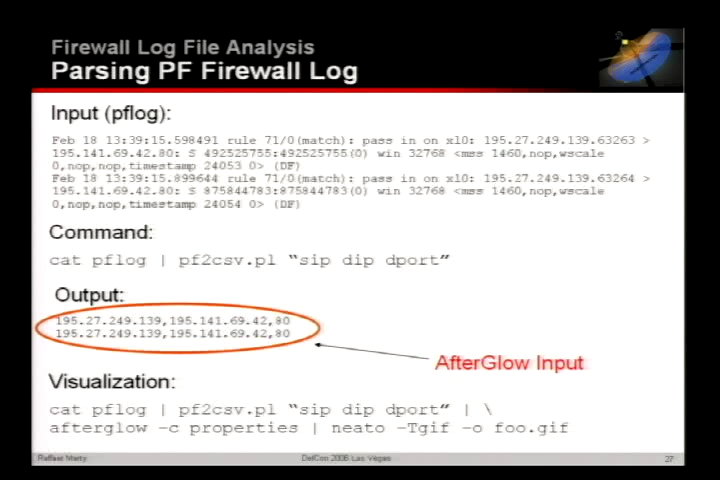 Firewall Log File Analysis
Parsing PF Firewall Log
Input (pflog):
Feb 18 13:39:15.598491 rule 71/0(match): pass in on xl0: 195.27.249.139.63263 >
195.141.69.42.80: S 492525755:492525755(0) win 32768 <mss 1460,nop,wscale
0,nop,nop,timestamp 24053 0> (DF)
Feb 18 13:39:15.899644 rule 71/0(match): pass in on xl0: 195.27.249.139.63264 >
195.141.69.42.80: S 875844783:875844783(0) win 32768 <mss 1460,nop,wscale
0,nop,nop,timestamp 24054 0> (DF)
Command:
cat pflog | pf2csv.pl “sip dip dport”
Output:
195.27.249.139,195.141.69.42,80
195.27.249.139,195.141.69.42,80
AfterGlow Input
Visualization:
cat pflog | pf2csv.pl “sip dip dport” | \
afterglow –c properties | neato –Tgif –o foo.gif
Raffael Marty
DefCon 2006 Las Vegas
27